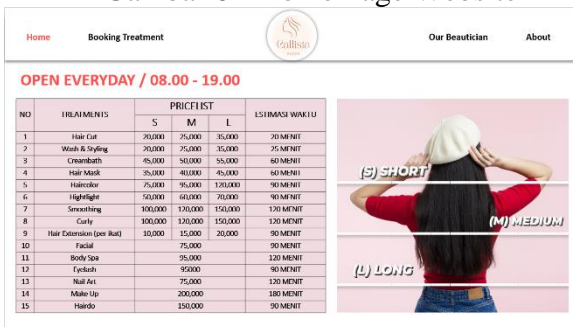 Home Booking Treatment Callista Our Beautician About
OPEN EVERYDAY / 08.00 - 19.00
NO TREATMENTS PRICELIST ESTIMASI WAKTU
S M L
1 Hair Cut 20,000 25,000 35,000 20 MENIT
2 Wash & Styling 20,000 25,000 35,000 25 MENIT
3 Creambath 45,000 50,000 55,000 60 MENIT
4 Hair Mask 35,000 40,000 45,000 60 MENIT
5 Haircolor 75,000 95,000 120,000 90 MENIT
6 Hightlight 50,000 60,000 70,000 90 MENIT
7 Smoothing 100,000 120,000 150,000 120 MENIT
8 Curly 100,000 120,000 150,000 120 MENIT
9 Hair Extension (per ikat) 10,000 15,000 20,000 90 MENIT
10 Facial 75,000 90 MENIT
11 Body Spa 95,000 120 MENIT
12 Eyelash 95000 90 MENIT
13 Nail Art 75,000 120 MENIT
14 Make Up 200,000 180 MENIT
15 Hairdo 150,000 90 MENIT
(S) SHORT
(M) MEDIUM
(L) LONG